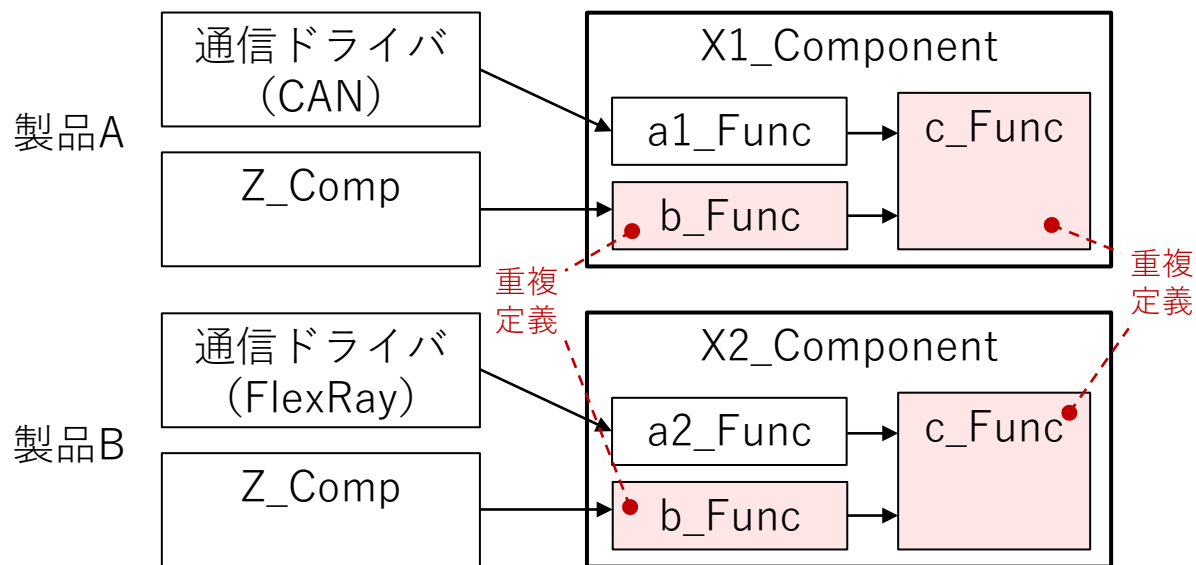 製品A
通信ドライバ
(CAN)
Z_Comp
X1_Component
a1_Func
b_Func
c_Func
重複
定義
重複
定義
製品B
通信ドライバ
(FlexRay)
Z_Comp
X2_Component
a2_Func
b_Func
c_Func